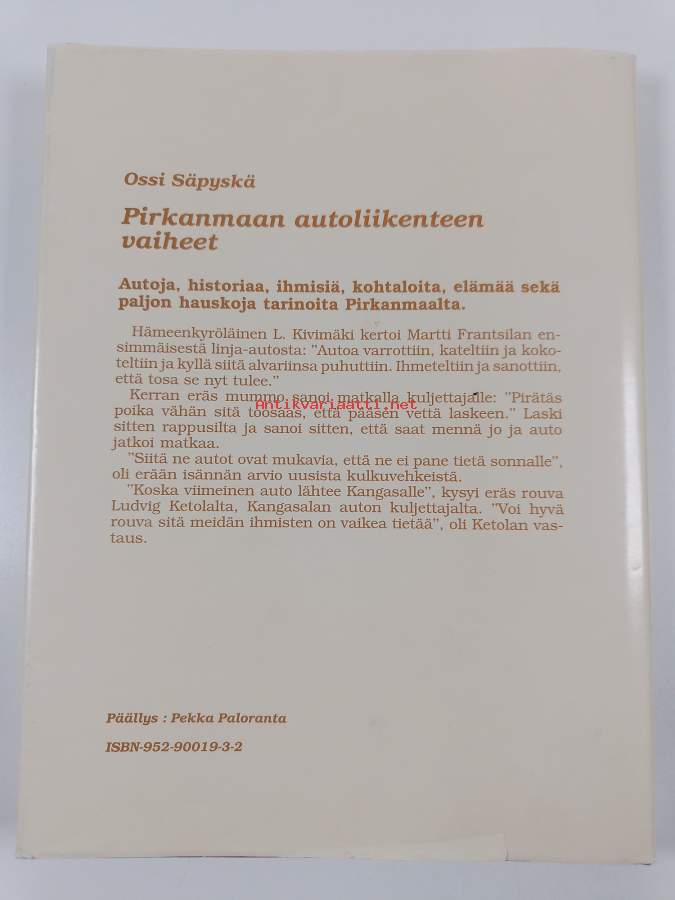 Ossi Säpyskä
Pirkanmaan autoliikenteen
vaiheet
Autoja, historiaa, ihmisiä, kohtaloita, elämää sekä
paljon hauskoja tarinoita Pirkanmaalta.
Hämeenkyröläinen L. Kivimäki kertoi Martti Frantsilan en-
simmäisestä linja-autosta: ”Autoa varrottiin, kateltiin ja koko-
teltiin ja kyllä siitä alvariinsa puhuttiin. Ihmeteltiin ja sanottiin,
että tosa se nyt tulee.”
Kerran eräs mummo sanoi matkalla kuljettajalle: ”Pirätäs
poika vähän sitä toosaas, että pääsen vettä laskeen.” Laski
antikvariaatti.net
sitten rappusilta ja sanoi sitten, että saat mennä jo ja auto
jatkoi matkaa.
”Siitä ne autot ovat mukavia, että ne ei pane tietä sonnalle”,
oli erään isännän arvio uusista kulkuvehkeistä.
”Koska viimeinen auto lähtee Kangasalle”, kysyi eräs rouva
Ludvig Ketolalta, Kangasalan auton kuljettajalta. ”Voi hyvä
rouva sitä meidän ihmisten on vaikea tietää”, oli Ketolan vas-
taus.
Päällys : Pekka Paloranta
ISBN-952-90019-3-2